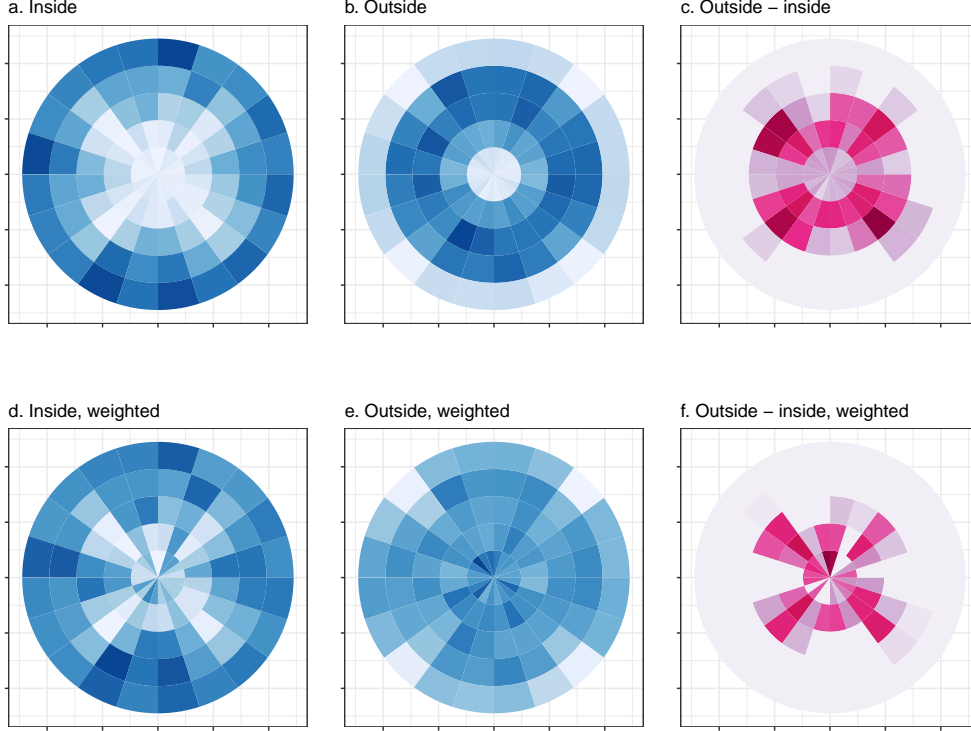 a. Inside
b. Outside
c. Outside − inside
d. Inside, weighted
e. Outside, weighted
f. Outside − inside, weighted